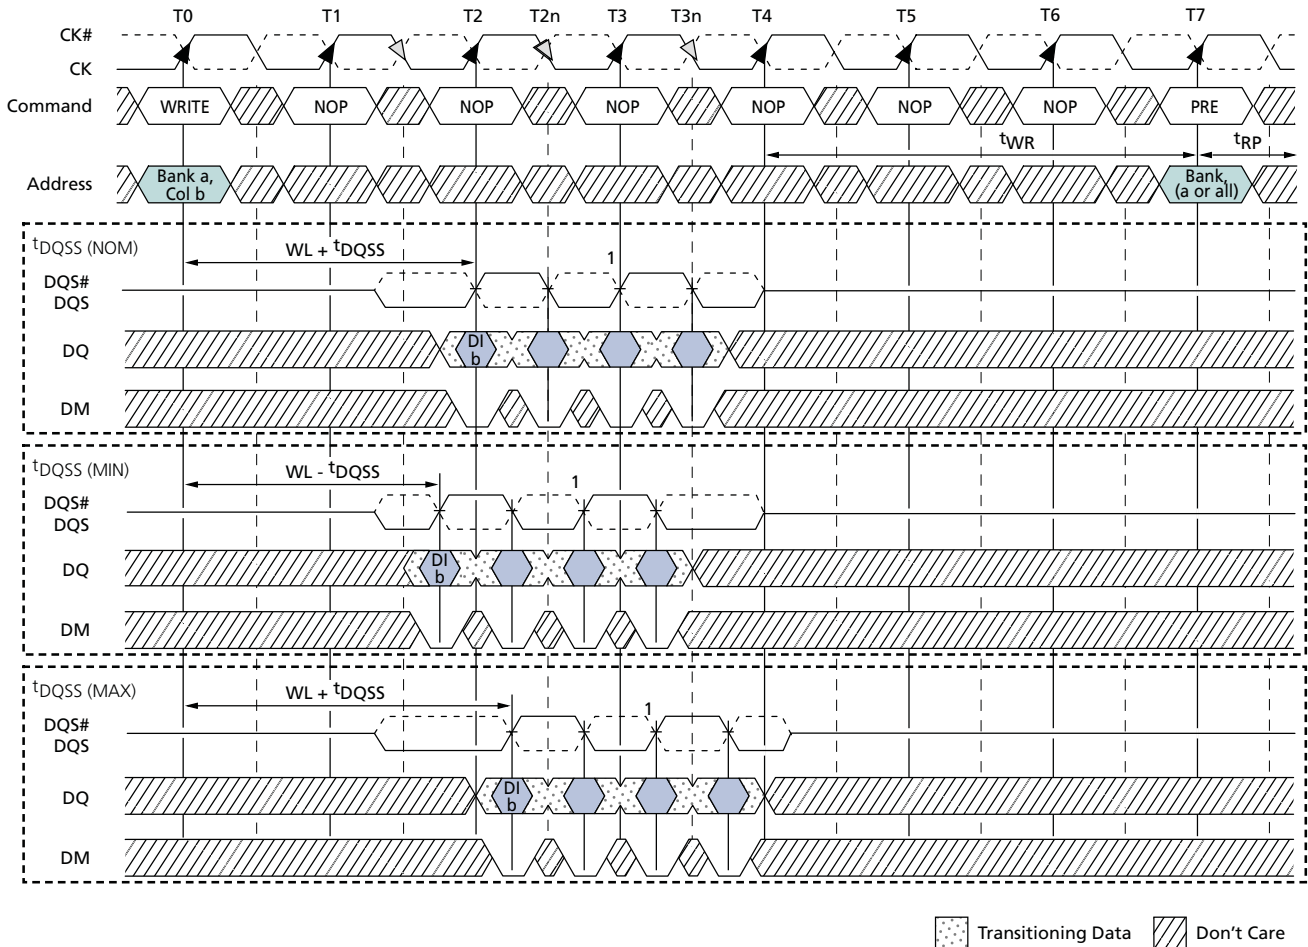 T0 T1 T2 T2n T3 T3n T4 T5 T6 T7
CK#
CK
Command WRITE NOP NOP NOP NOP NOP NOP PRE
tWR tRP
Address Bank a, Col b Bank, (a or all)
tDQSS (NOM)
WL + tDQSS
1
DQS#
DQS
DQ DI b
DM
tDQSS (MIN)
WL - tDQSS
1
DQS#
DQS
DQ DI b
DM
tDQSS (MAX)
WL + tDQSS
1
DQS#
DQS
DQ DI b
DM
Transitioning Data Don't Care